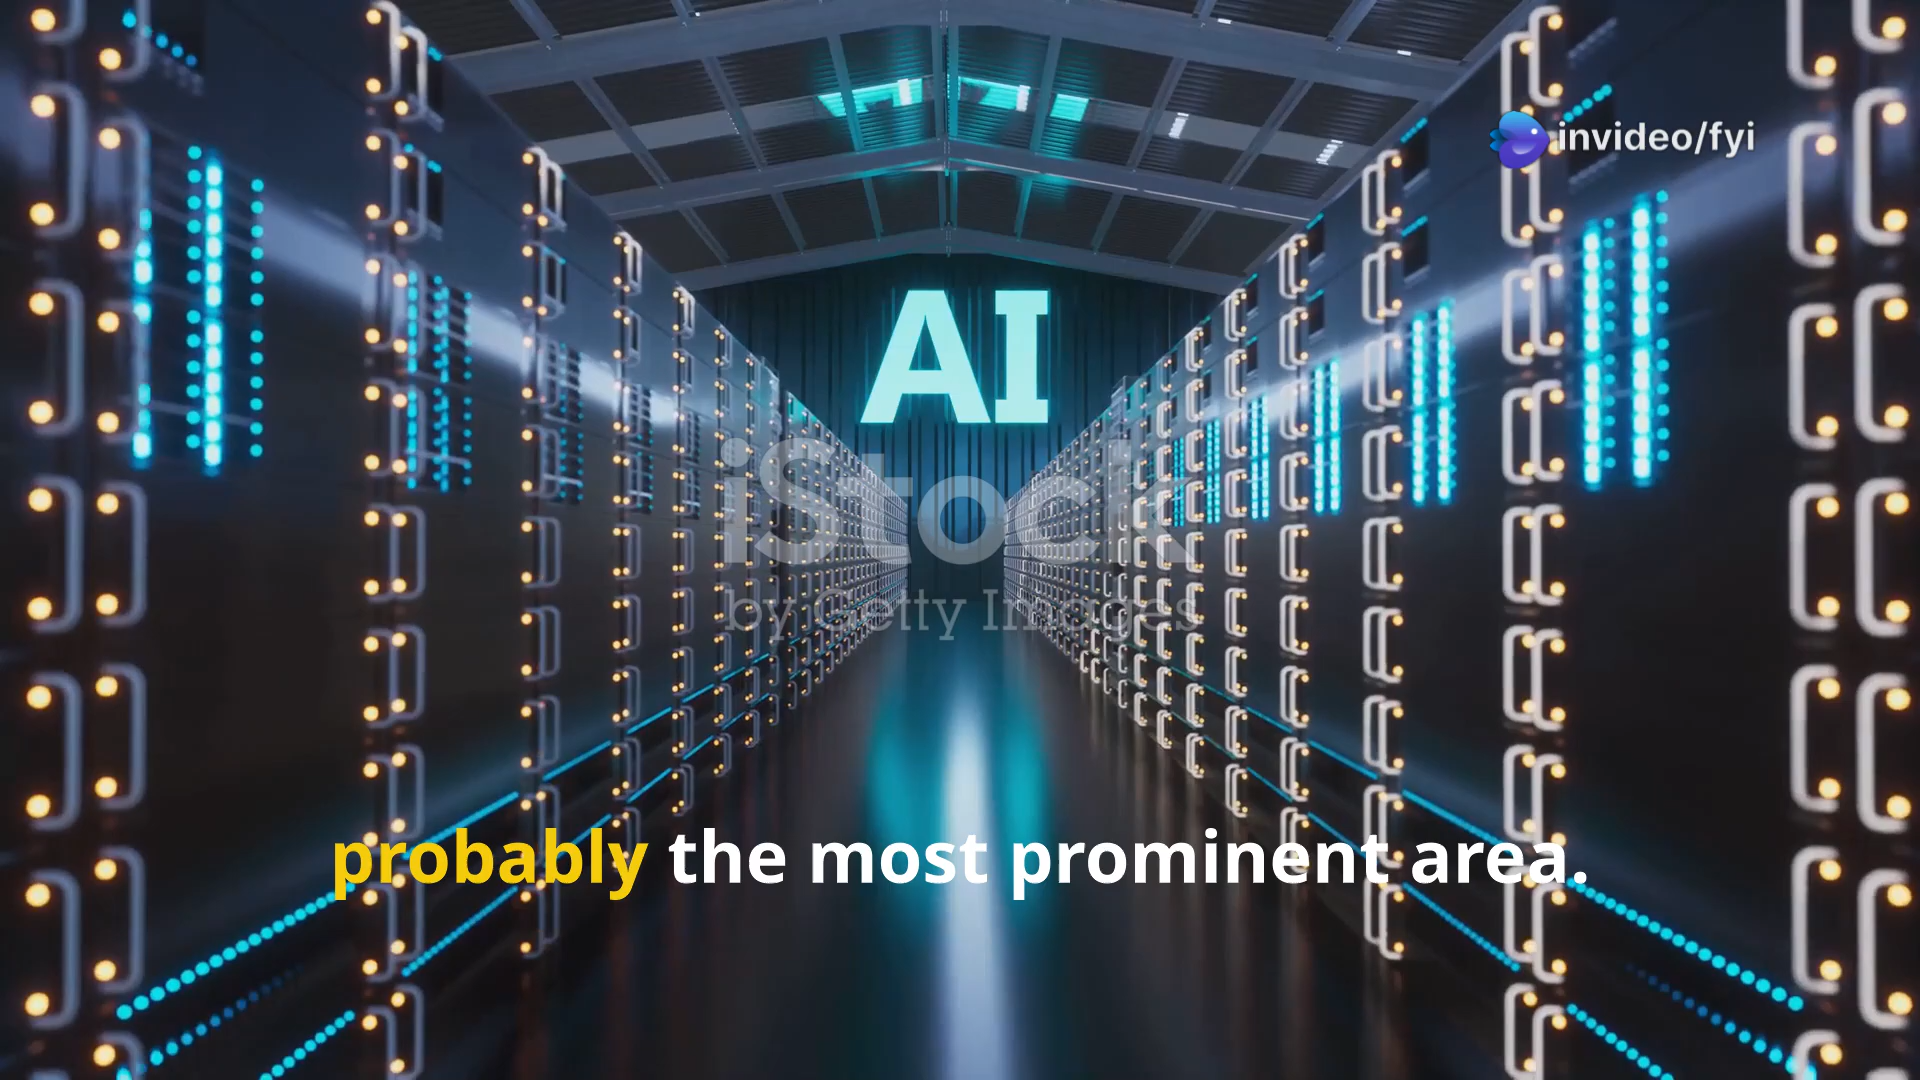 invideo/fyi
AI
iStock
by Getty Images
probably the most prominent area.